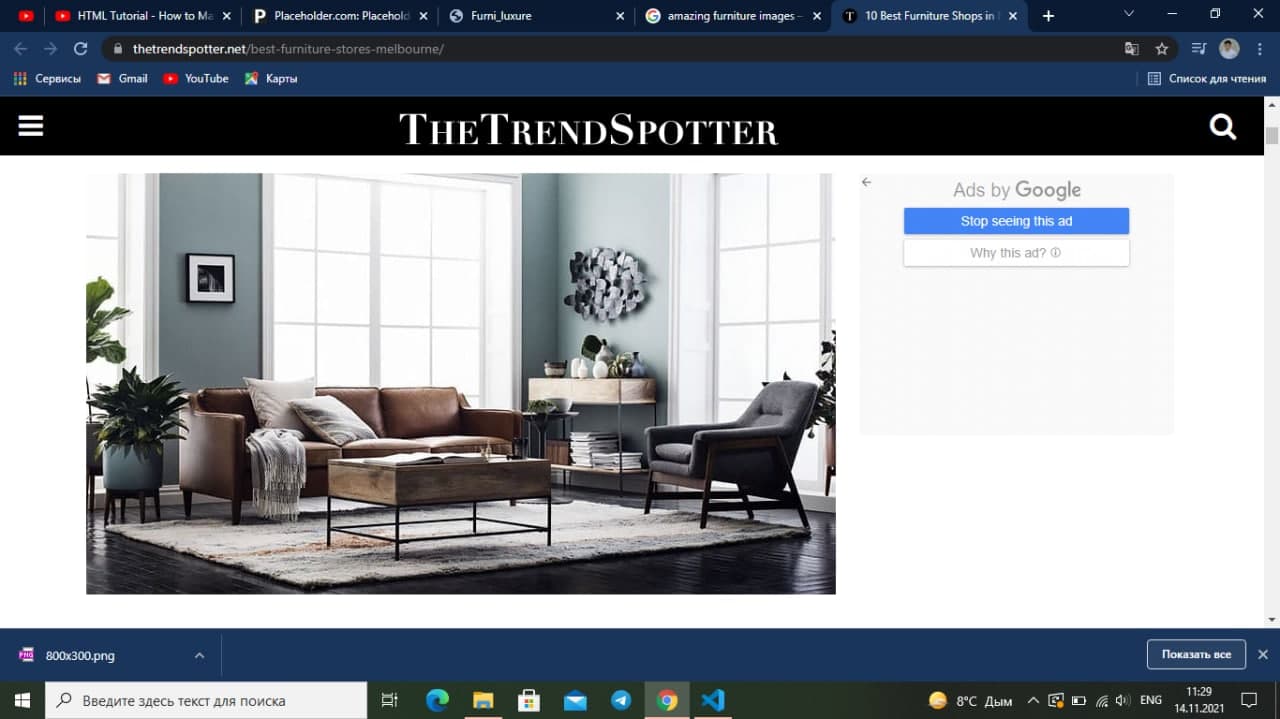 HTML Tutorial - How to Ma
Placeholder.com: Placehold
Furni_luxure
amazing furniture images –
10 Best Furniture Shops in
thetrendspotter.net/best-furniture-stores-melbourne/
Сервисы
Gmail
YouTube
Карты
Список для чтения
THETRENDSPOTTER
Ads by Google
Stop seeing this ad
Why this ad?
800x300.png
Показать все
Введите здесь текст для поиска
8°C Дым
ENG
11:29
14.11.2021